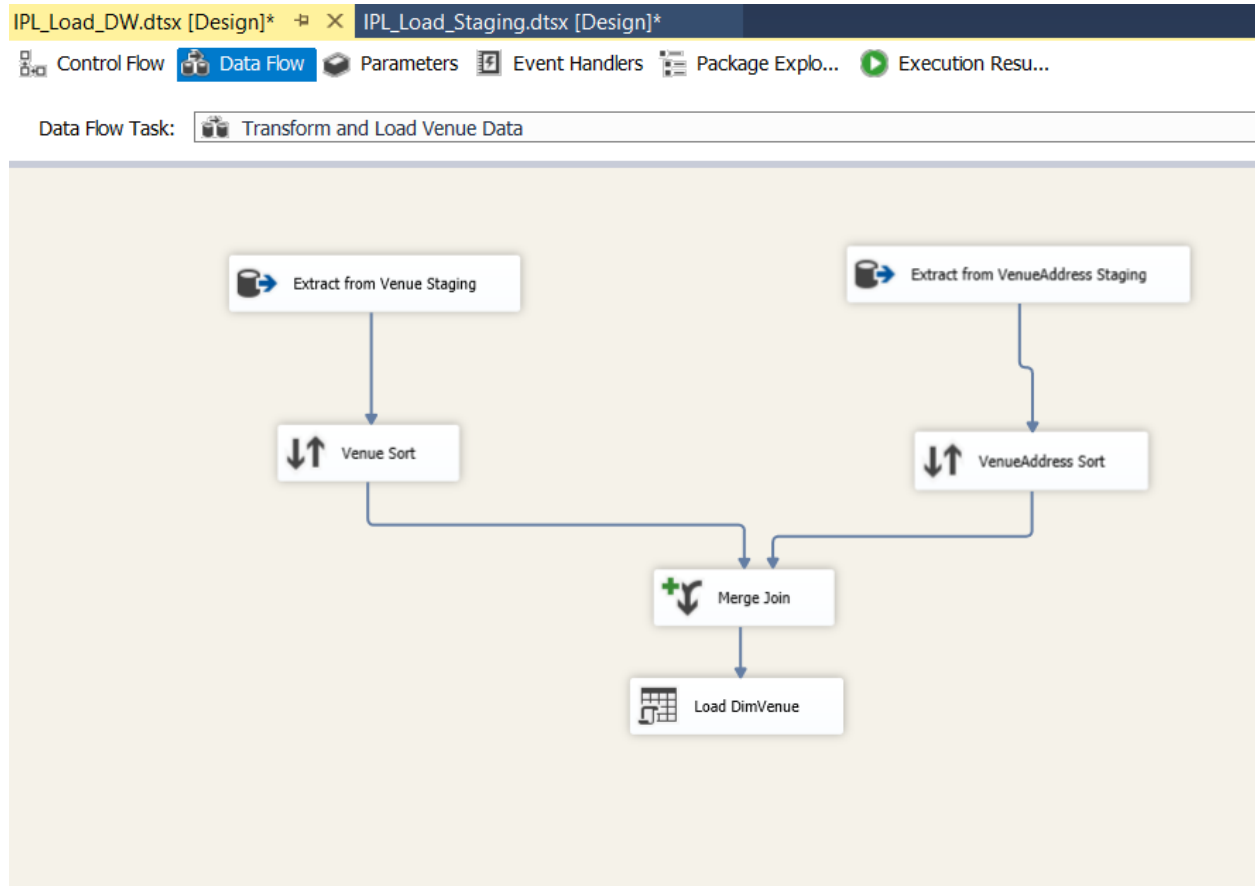 IPL_Load_DW.dtsx [Design]* IPL_Load_Staging.dtsx [Design]*
Control Flow Data Flow Parameters Event Handlers Package Explo... Execution Resu...
Data Flow Task: Transform and Load Venue Data
Extract from Venue Staging
Extract from VenueAddress Staging
Venue Sort
VenueAddress Sort
Merge Join
Load DimVenue